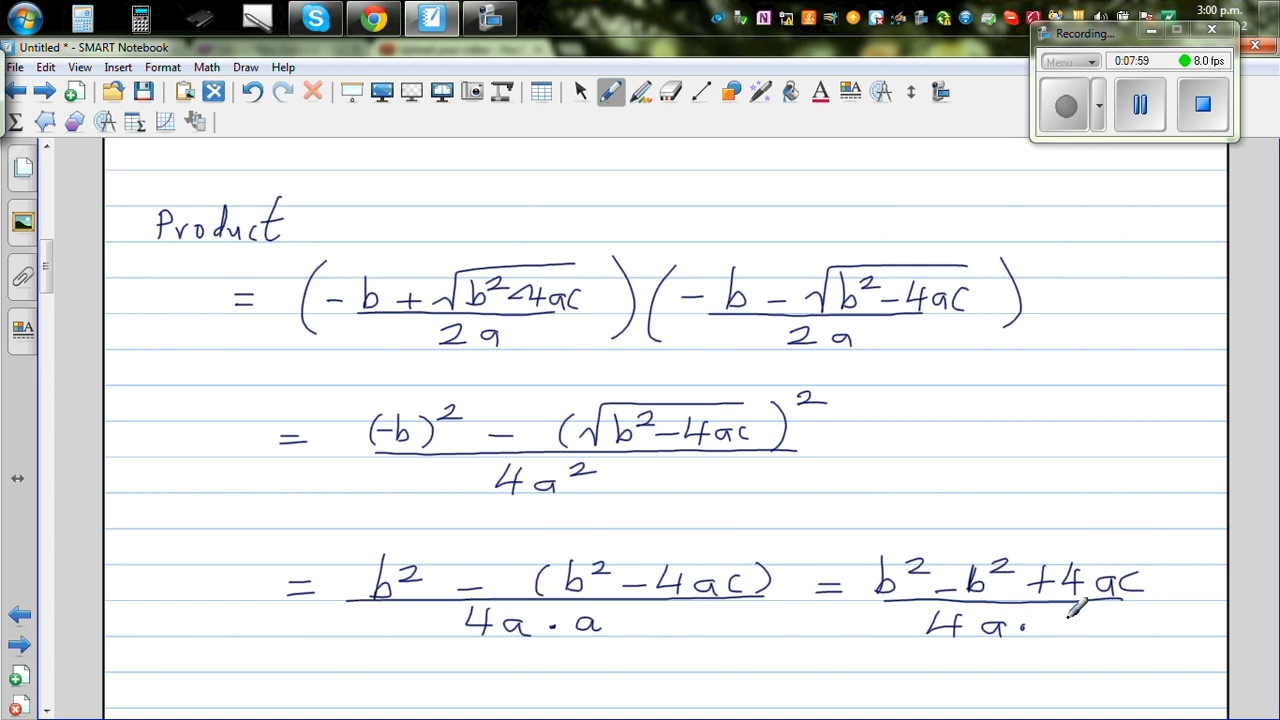 3:00 p.m.
Untitled * - SMART Notebook
Recording...
File Edit View Insert Format Math Draw Help
Menu 0:07:59 8.0 fps
Product
= (-b + √b² - 4ac / 2a) (-b - √b² - 4ac / 2a)
= (-b)² - (√b² - 4ac)² / 4a²
= b² - (b² - 4ac) / 4a · a = b² - b² + 4ac / 4a ·